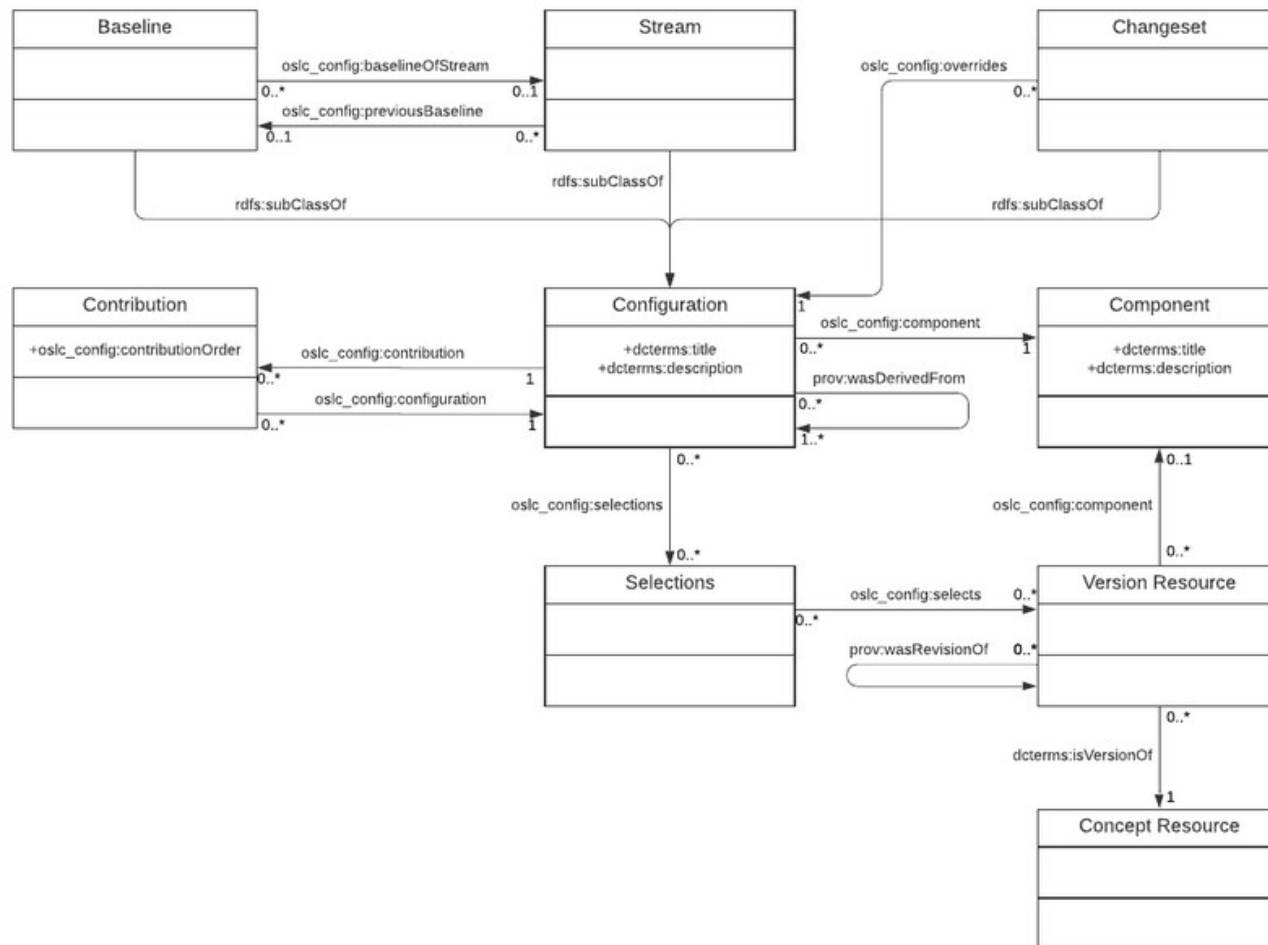 Baseline
Stream
Changeset
oslc_config:baselineOfStream
0..*
0..1
oslc_config:previousBaseline
0..1
0..*
oslc_config:overrides
0..*
rdfs:subClassOf
rdfs:subClassOf
rdfs:subClassOf
Contribution
+oslc_config:contributionOrder
Configuration
+dcterms:title
+dcterms:description
1
Component
+dcterms:title
+dcterms:description
oslc_config:component
0..*
1
oslc_config:contribution
0..*
1
prov:wasDerivedFrom
0..*
1..*
oslc_config:configuration
0..*
1
0..*
oslc_config:selections
0..*
0..1
oslc_config:component
0..*
Selections
Version Resource
oslc_config:selects
0..*
0..*
prov:wasRevisionOf
0..*
0..*
dcterms:isVersionOf
1
Concept Resource